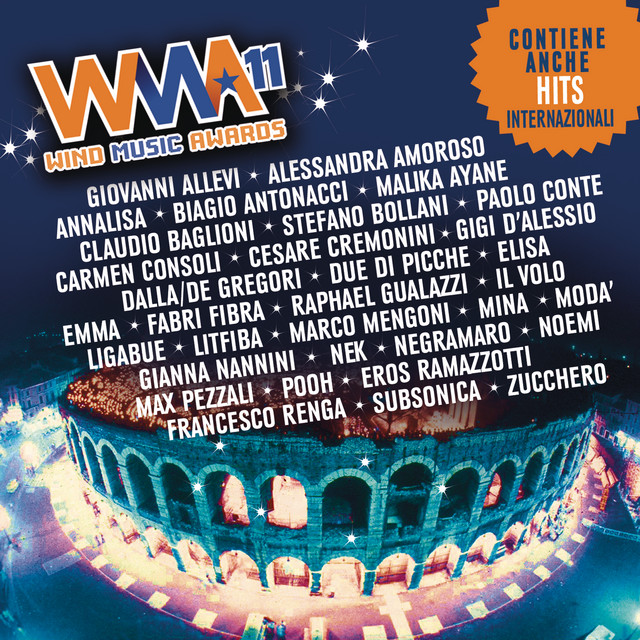 WMA 11
WIND MUSIC AWARDS
CONTIENE
ANCHE
HITS
INTERNAZIONALI
GIOVANNI ALLEVI ★ ALESSANDRA AMOROSO
ANNALISA ★ BIAGIO ANTONACCI ★ MALIKA AYANE
CLAUDIO BAGLIONI ★ STEFANO BOLLANI ★ PAOLO CONTE
CARMEN CONSOLI ★ CESARE CREMONINI ★ GIGI D'ALESSIO
DALLA/DE GREGORI ★ DUE DI PICCHE ★ ELISA
EMMA ★ FABRI FIBRA ★ RAPHAEL GUALAZZI ★ IL VOLO
LIGABUE ★ LITFIBA ★ MARCO MENGONI ★ MINA ★ MODA'
GIANNA NANNINI ★ NEK ★ NEGRAMARO ★ NOEMI
MAX PEZZALI ★ POOH ★ EROS RAMAZZOTTI
FRANCESCO RENGA ★ SUBSONICA ★ ZUCCHERO